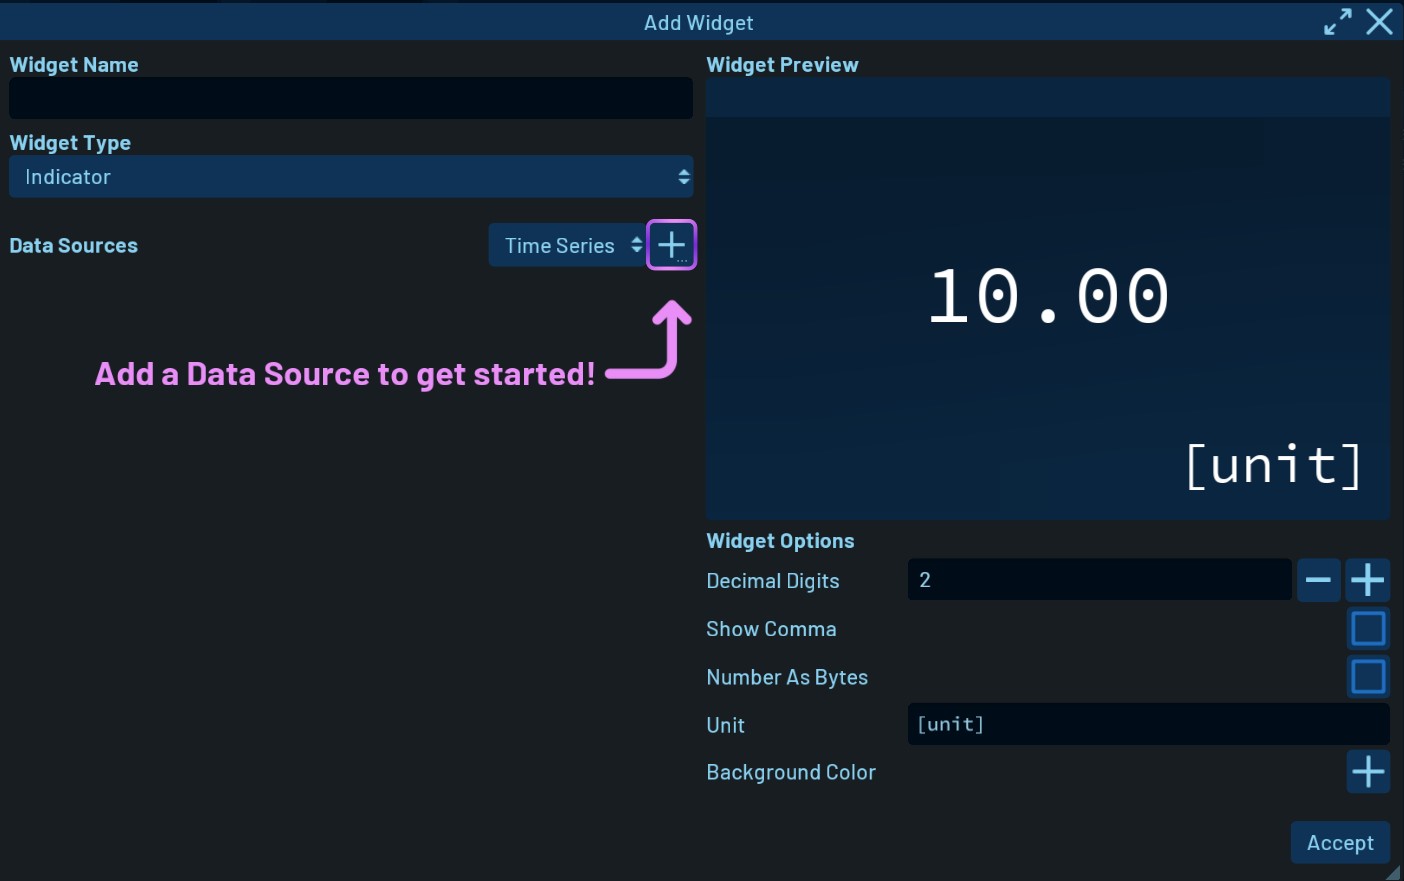 Add Widget
Widget Name
Widget Type
Indicator
Data Sources
Time Series
...
Add a Data Source to get started!
Widget Preview
10.00
[unit]
Widget Options
Decimal Digits 2
Show Comma
Number As Bytes
Unit [unit]
Background Color
Accept